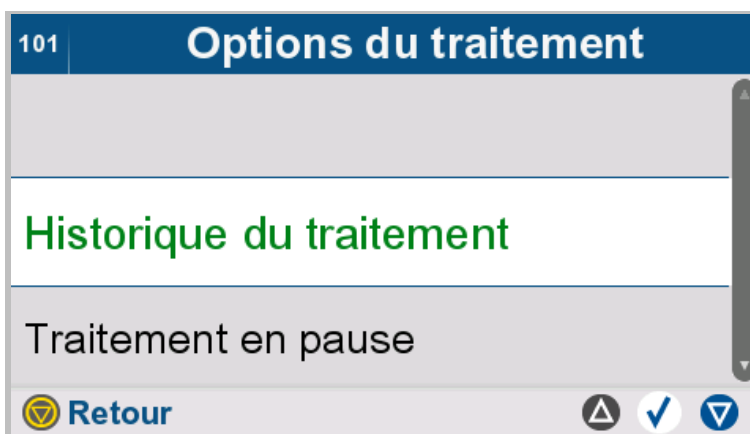 101 Options du traitement
Historique du traitement
Traitement en pause
Retour